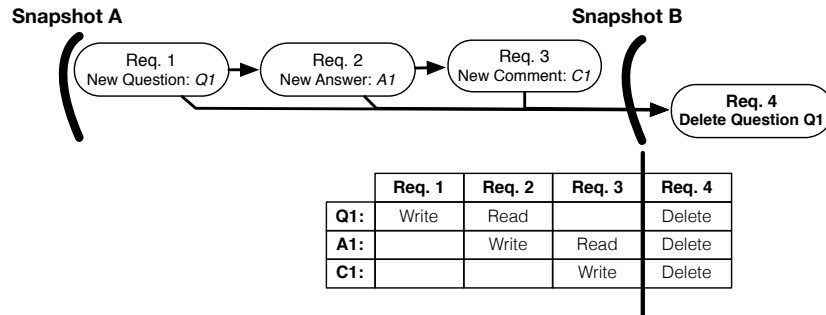 Snapshot A
Snapshot B
Req. 1
New Question: Q1
Req. 2
New Answer: A1
Req. 3
New Comment: C1
Req. 4
Delete Question Q1
Req. 1 Req. 2 Req. 3 Req. 4
Q1: Write Read Delete
A1: Write Read Delete
C1: Write Delete